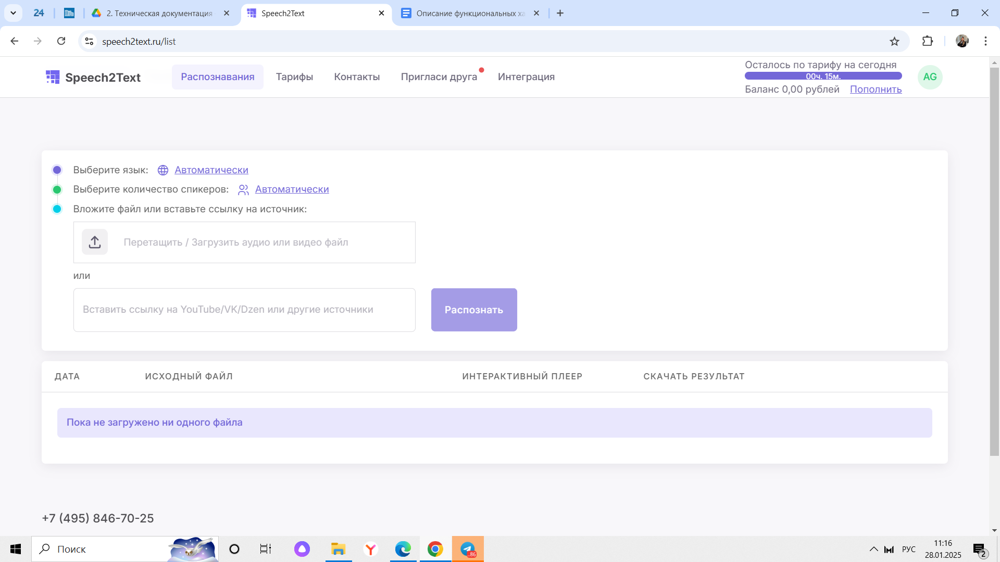 24
2. Техническая документация
Speech2Text
Описание функциональных ха
speech2text.ru/list
Speech2Text
Распознавания
Тарифы
Контакты
Пригласи друга
Интеграция
Осталось по тарифу на сегодня
00ч. 15м.
Баланс 0,00 рублей Пополнить
AG
Выберите язык: Автоматически
Выберите количество спикеров: Автоматически
Вложите файл или вставьте ссылку на источник:
Перетащить / Загрузить аудио или видео файл
или
Вставить ссылку на YouTube/VK/Dzen или другие источники
Распознать
ДАТА
ИСХОДНЫЙ ФАЙЛ
ИНТЕРАКТИВНЫЙ ПЛЕЕР
СКАЧАТЬ РЕЗУЛЬТАТ
Пока не загружено ни одного файла
+7 (495) 846-70-25
Поиск
..86
РУС
11:16
28.01.2025
2